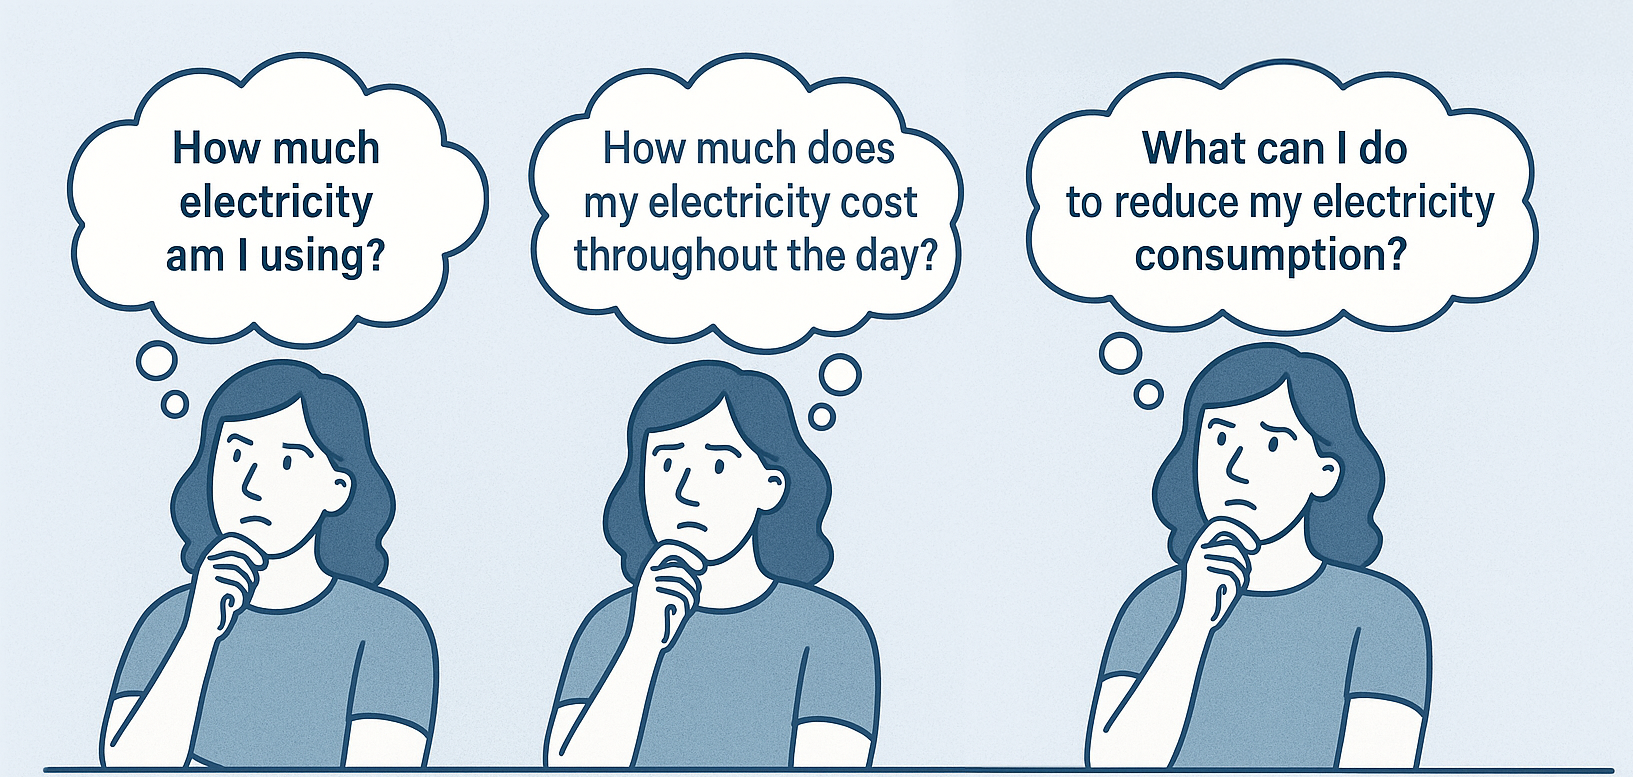 How much
electricity
am I using?
How much does
my electricity cost
throughout the day?
What can I do
to reduce my electricity
consumption?